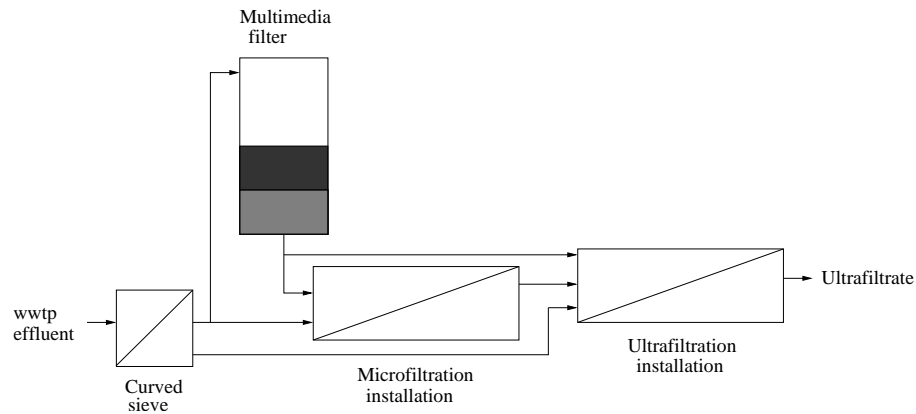 Multimedia
filter
wwtp
effluent
Curved
sieve
Microfiltration
installation
Ultrafiltration
installation
Ultrafiltrate